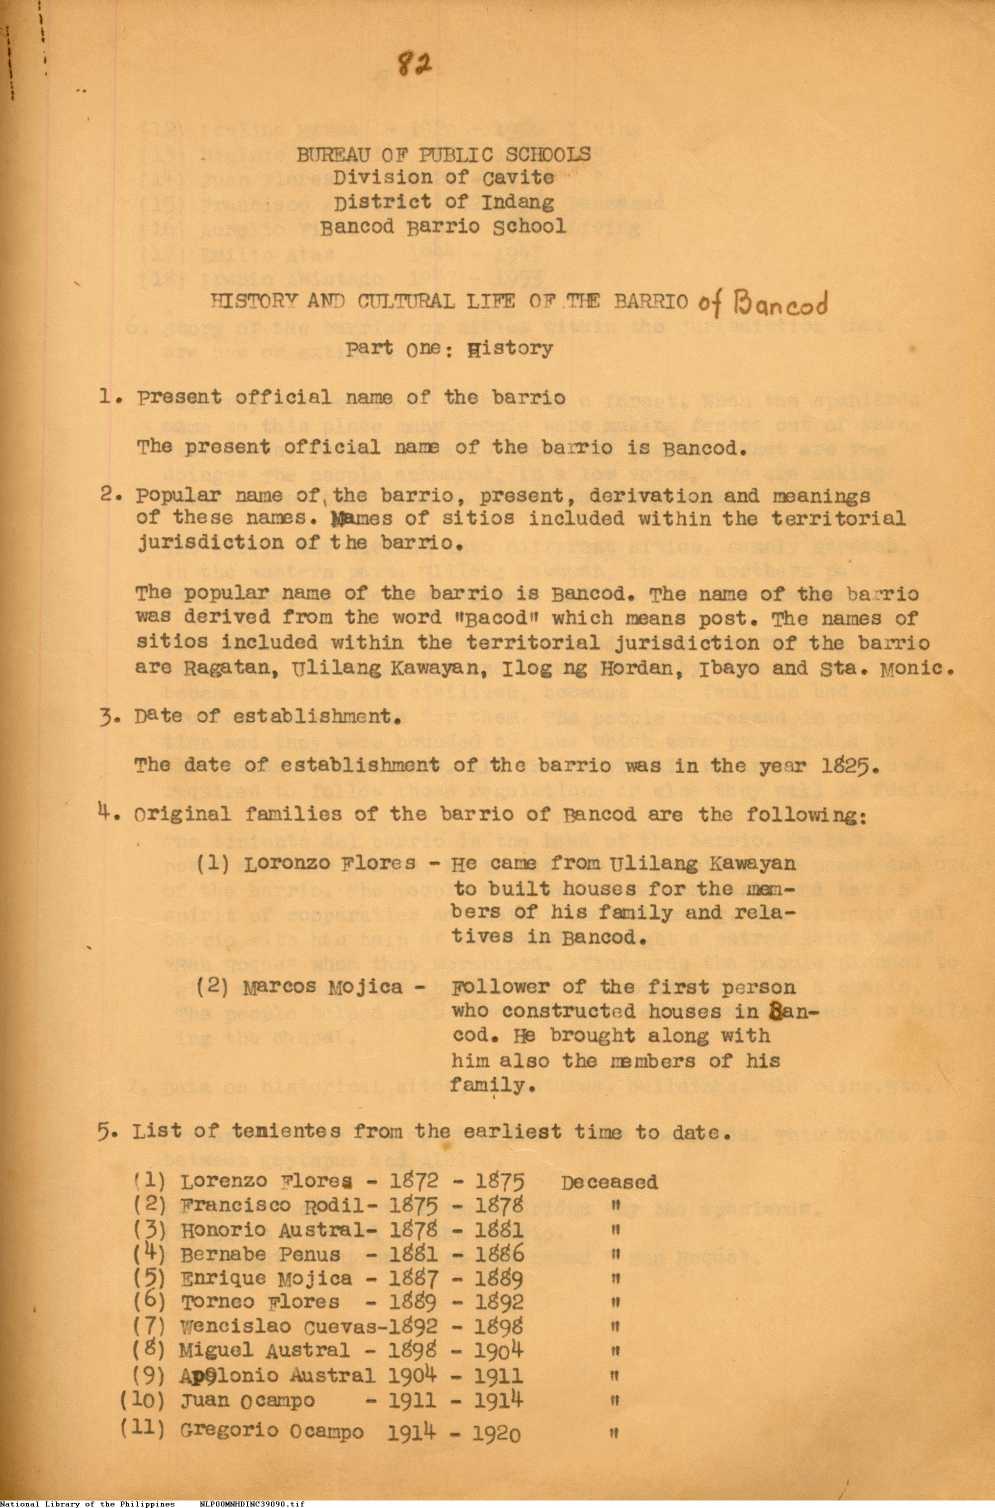 82
BUREAU OF PUBLIC SCHOOLS
Division of Cavite
District of Indang
Bancod Barrio School
HISTORY AND CULTURAL LIFE OF THE BARRIO of Bancod
Part One: History
1. Present official name of the barrio
The present official name of the barrio is Bancod.
2. Popular name of the barrio, present, derivation and meanings
of these names. Names of sitios included within the territorial
jurisdiction of the barrio.
The popular name of the barrio is Bancod. The name of the barrio
was derived from the word "Bacod" which means post. The names of
sitios included within the territorial jurisdiction of the barrio
are Ragatan, Ulilang Kawayan, Ilog ng Hordan, Ibayo and Sta. Monic.
3. Date of establishment.
The date of establishment of the barrio was in the year 1825.
4. Original families of the barrio of Bancod are the following:
(1) Loronzo Flores - He came from Ulilang Kawayan
to built houses for the mem-
bers of his family and rela-
tives in Bancod.
(2) Marcos Mojica - Follower of the first person
who constructed houses in Ban-
cod. He brought along with
him also the members of his
family.
5. List of tenientes from the earliest time to date.
(1) Lorenzo Flores - 1872 - 1875 Deceased
(2) Francisco Rodil- 1875 - 1878 "
(3) Honorio Austral- 1878 - 1881 "
(4) Bernabe Penus - 1881 - 1886 "
(5) Enrique Mojica - 1887 - 1889 "
(6) Torneo Flores - 1889 - 1892 "
(7) Wencislao Cuevas-1892 - 1898 "
(8) Miguel Austral - 1898 - 1904 "
(9) Apolonio Austral 1904 - 1911 "
(10) Juan Ocampo - 1911 - 1914 "
(11) Gregorio Ocampo 1914 - 1920 "
National Library of the Philippines NLP00MNHDINC39090.tif